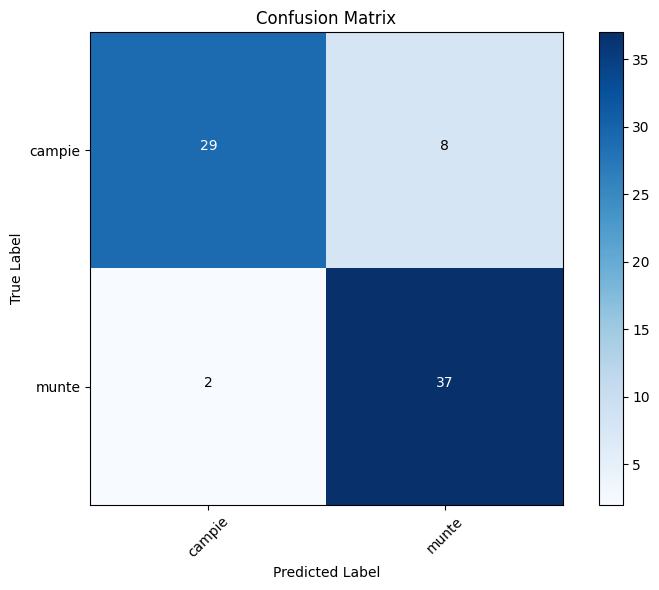 Confusion Matrix
True Label
campie
29
8
munte
2
37
campie
munte
Predicted Label
35
30
25
20
15
10
5